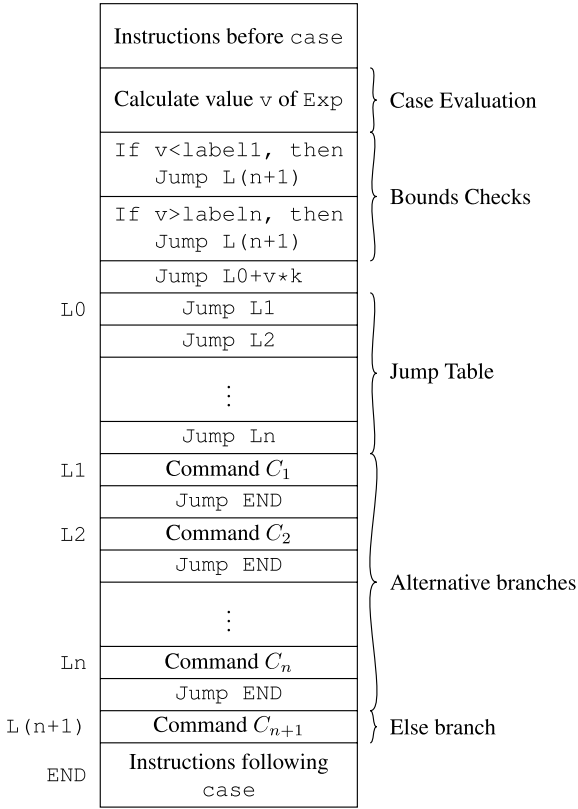 Instructions before case
Calculate value v of Exp
Case Evaluation
If v<label1, then
Jump L(n+1)
Bounds Checks
If v>labeln, then
Jump L(n+1)
Jump L0+v*k
L0
Jump L1
Jump L2
Jump Table
⋮
Jump Ln
L1
Command C₁
Jump END
L2
Command C₂
Jump END
Alternative branches
⋮
Ln
Command Cₙ
Jump END
L(n+1)
Command Cₙ₊₁
Else branch
END
Instructions following
case